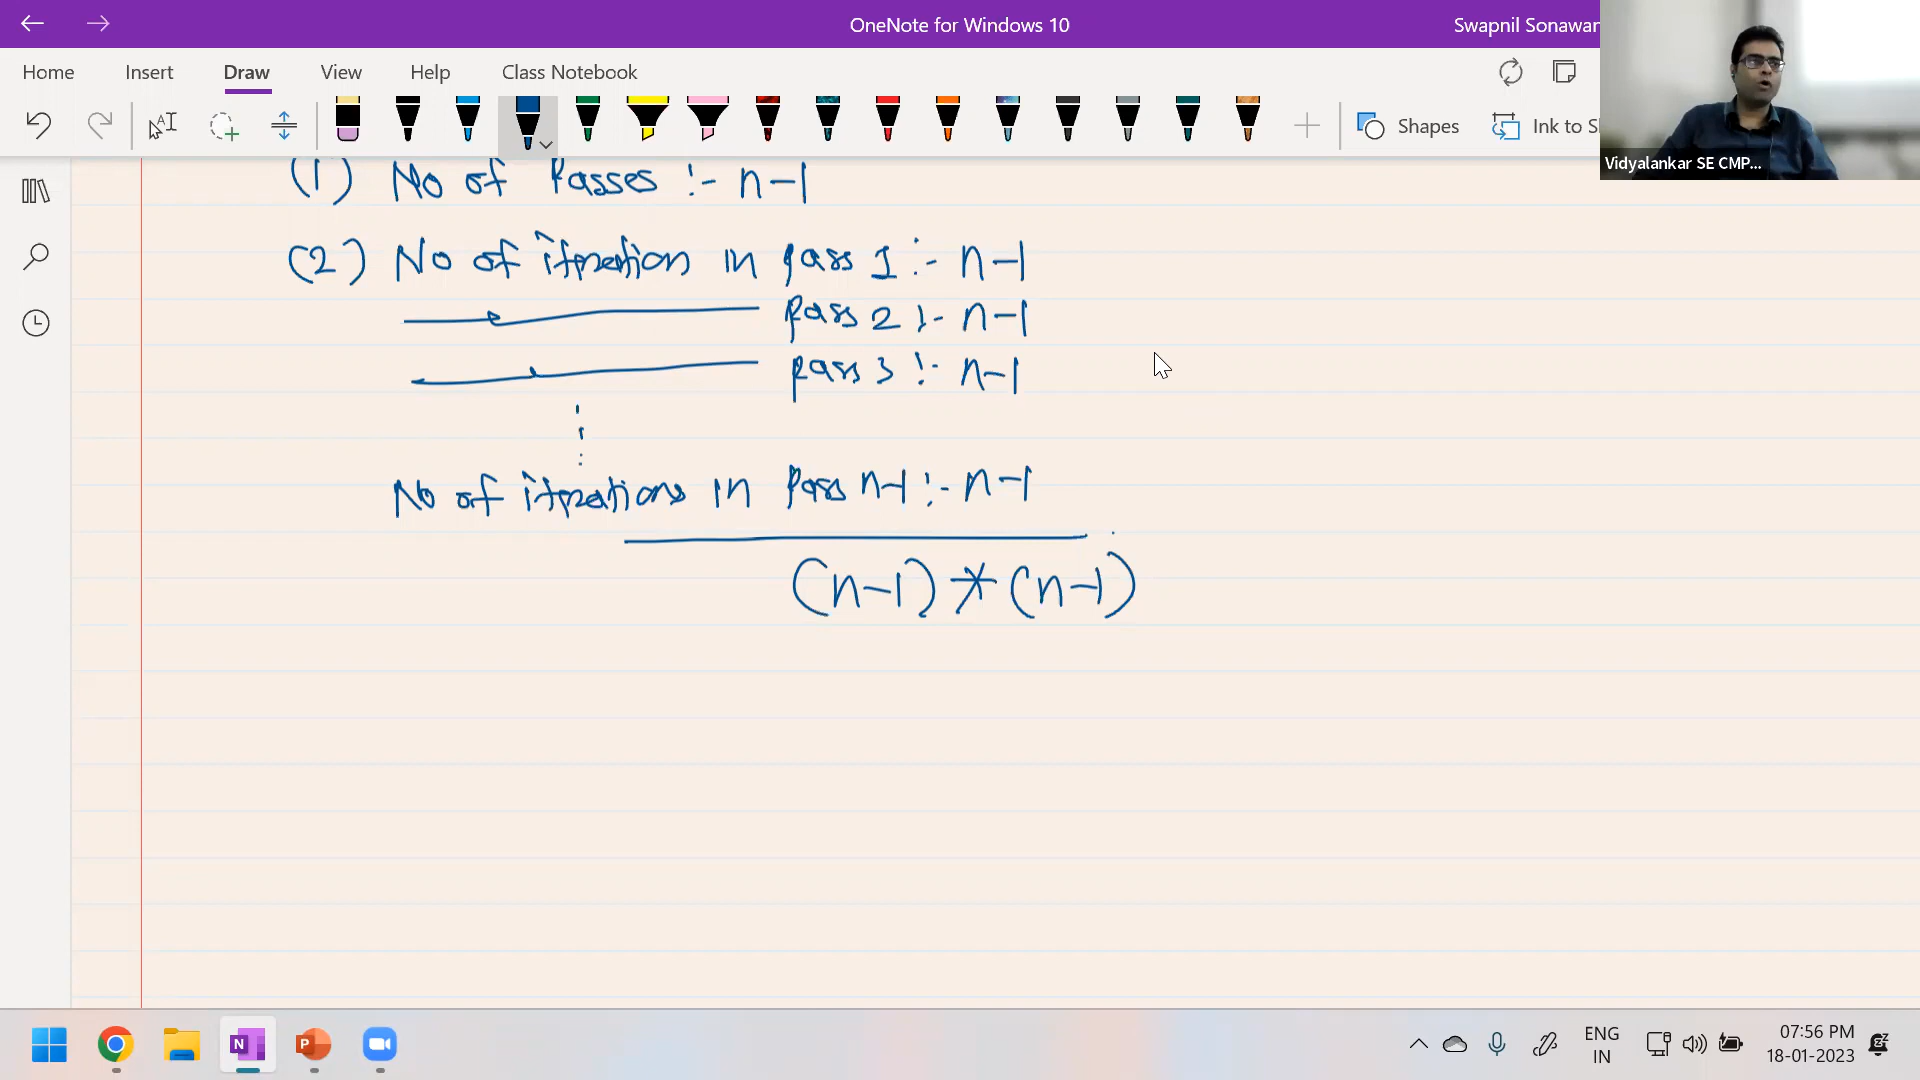 OneNote for Windows 10
Swapnil Sonawar
Home Insert Draw View Help Class Notebook
Shapes
Ink to S
Vidyalankar SE CMP...
(1) No of Passes :- n-1
(2) No of iteration in pass 1 :- n-1
pass 2 :- n-1
pass 3 :- n-1
No of iterations in pass n-1 :- n-1
(n-1) * (n-1)
ENG
IN
07:56 PM
18-01-2023